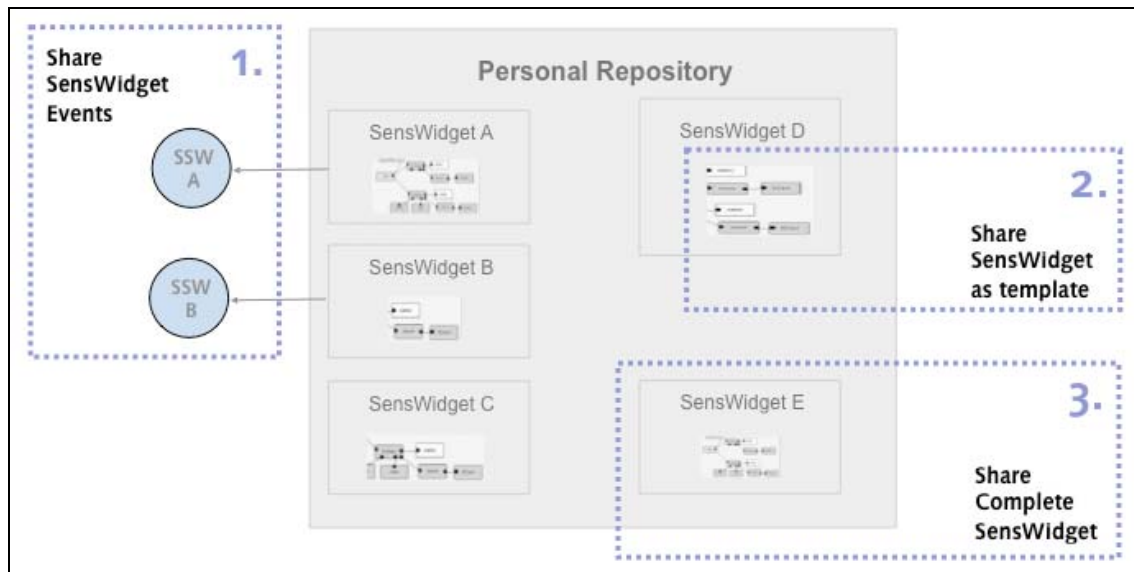 Share
SensWidget
Events
1.
SSW
A
SSW
B
Personal Repository
SensWidget A
SensWidget B
SensWidget C
SensWidget D
2.
Share
SensWidget
as template
SensWidget E
3.
Share
Complete
SensWidget